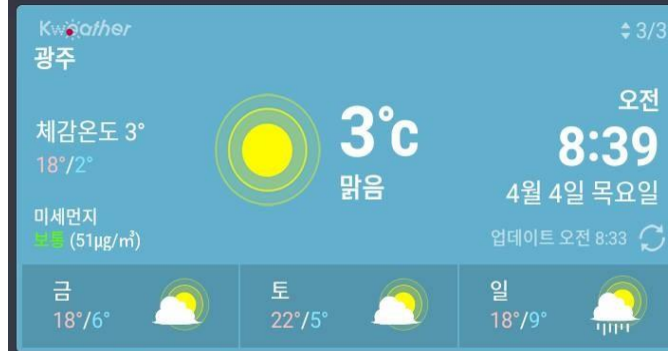 Kweather
3/3
광주
오전
8:39
4월 4일 목요일
업데이트 오전 8:33
체감온도 3°
18°/2°
3°c
맑음
미세먼지
보통 (51μg/㎥)
금
18°/6°
토
22°/5°
일
18°/9°